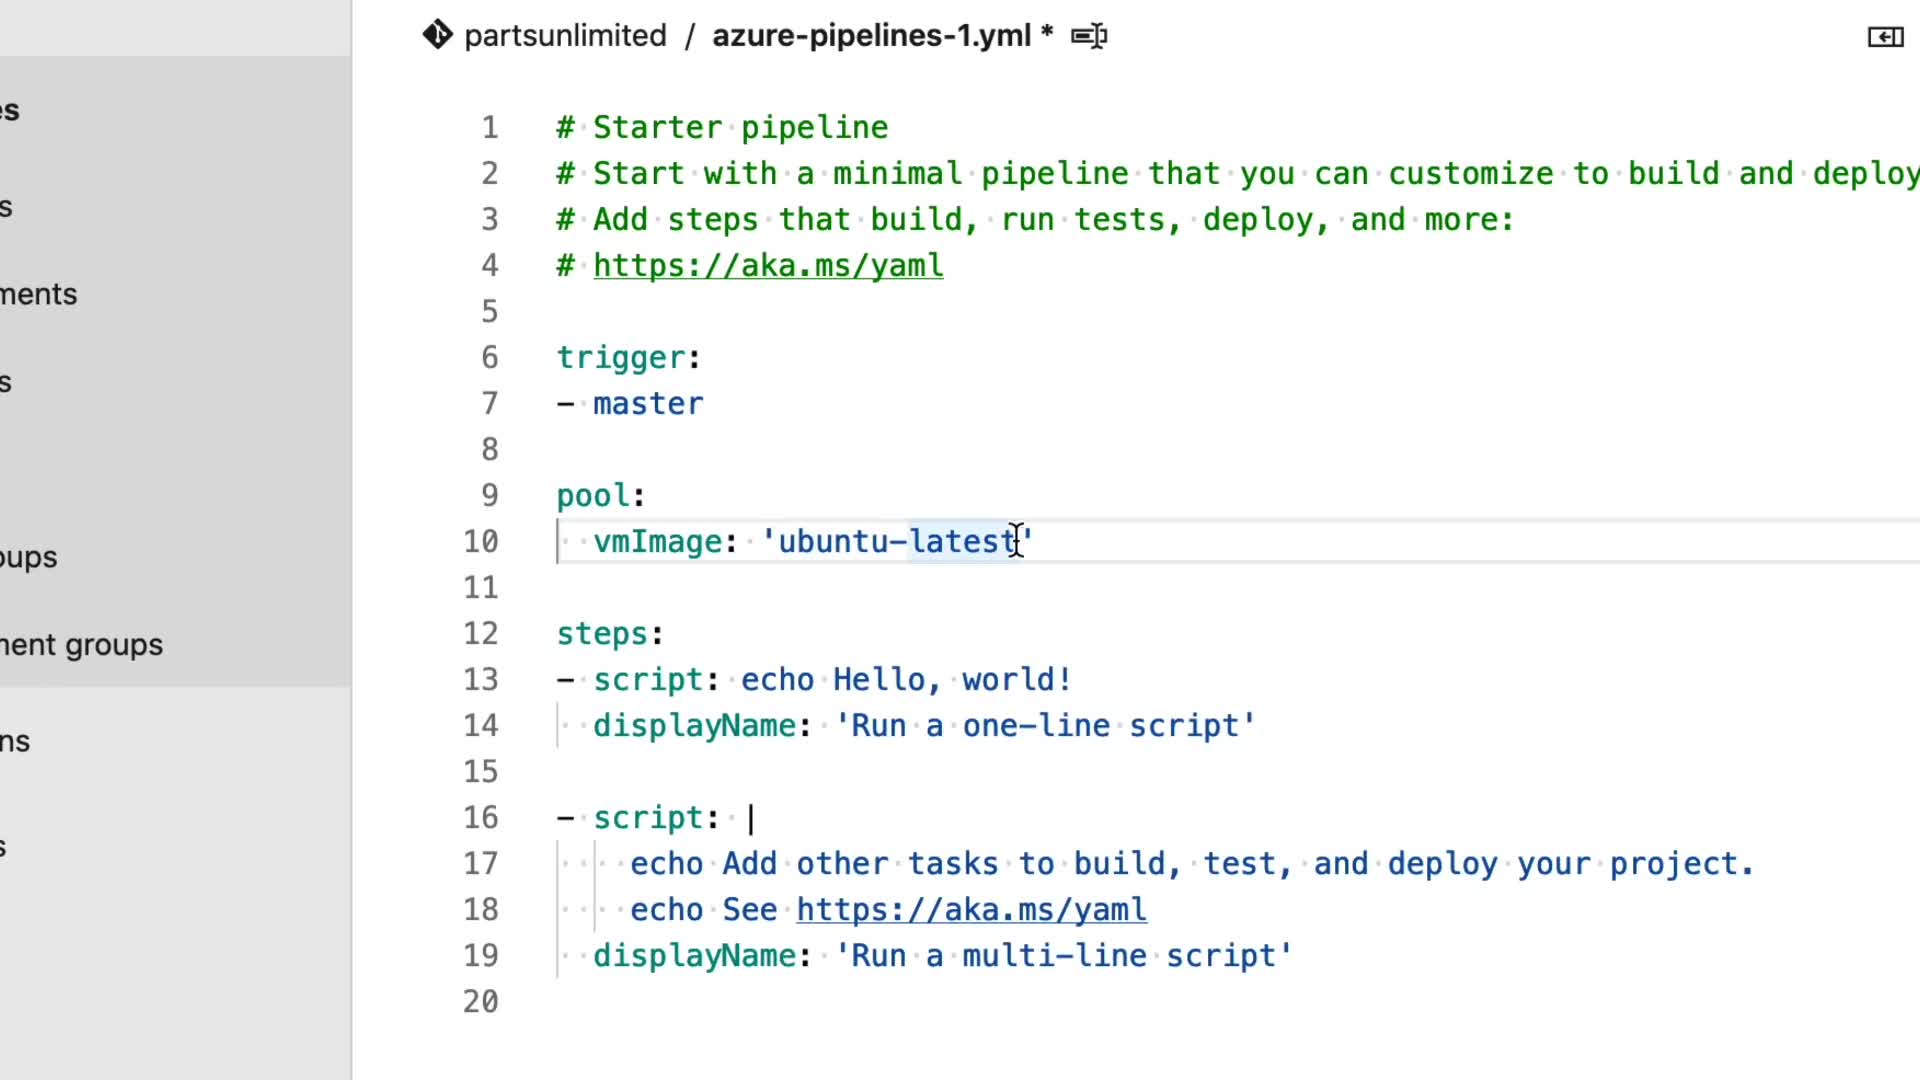 partsunlimited / azure-pipelines-1.yml *
es
s
ments
s
oups
ment groups
ns
s
1 # Starter pipeline
2 # Start with a minimal pipeline that you can customize to build and deploy
3 # Add steps that build, run tests, deploy, and more:
4 # https://aka.ms/yaml
5
6 trigger:
7 - master
8
9 pool:
10 vmImage: 'ubuntu-latest'
11
12 steps:
13 - script: echo Hello, world!
14 displayName: 'Run a one-line script'
15
16 - script: |
17 echo Add other tasks to build, test, and deploy your project.
18 echo See https://aka.ms/yaml
19 displayName: 'Run a multi-line script'
20